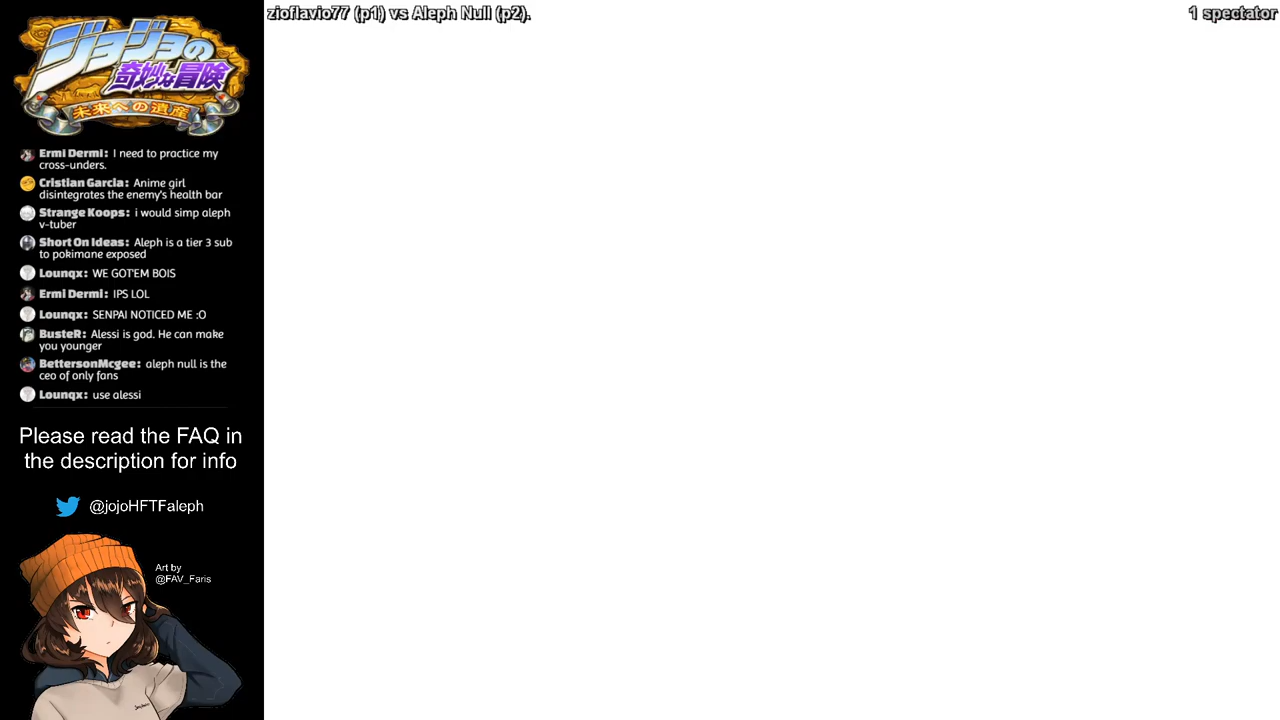 zioflavio77 (p1) vs Aleph Null (p2).
1 spectator
ジョジョの
奇妙な冒険
未来への遺産
Ermi Dermi: I need to practice my
cross-unders.
Cristian Garcia: Anime girl
disintegrates the enemy's health bar
Strange Koops: i would simp aleph
v-tuber
Short On Ideas: Aleph is a tier 3 sub
to pokimane exposed
Lounqx: WE GOT'EM BOIS
Ermi Dermi: IPS LOL
Lounqx: SENPAI NOTICED ME :O
BusteR: Alessi is god. He can make
you younger
BettersonMcgee: aleph null is the
ceo of only fans
Lounqx: use alessi
Please read the FAQ in
the description for info
@jojoHFTFaleph
Art by
@FAV_Faris